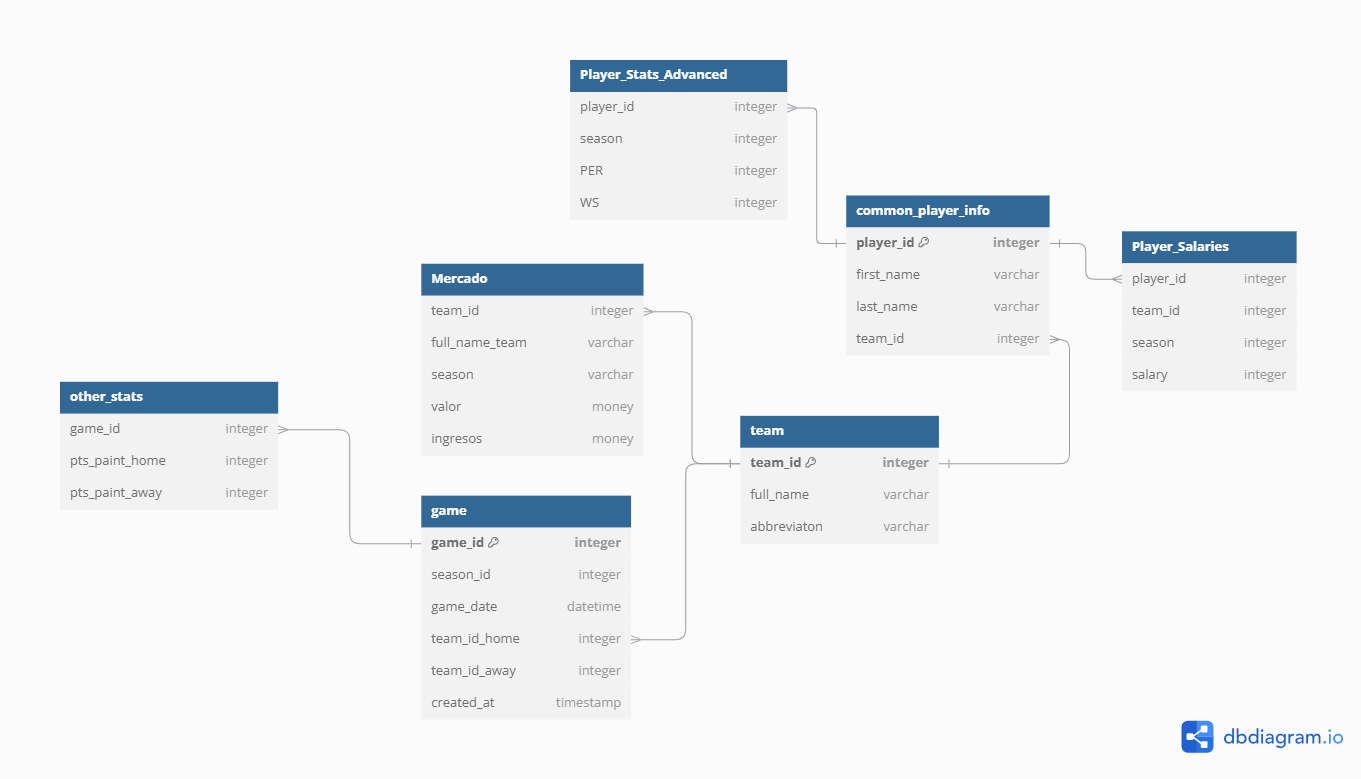 Player_Stats_Advanced
player_id integer
season integer
PER integer
WS integer
common_player_info
player_id integer
first_name varchar
last_name varchar
team_id integer
Player_Salaries
player_id integer
team_id integer
season integer
salary integer
Mercado
team_id integer
full_name_team varchar
season varchar
valor money
ingresos money
other_stats
game_id integer
pts_paint_home integer
pts_paint_away integer
team
team_id integer
full_name varchar
abbreviaton varchar
game
game_id integer
season_id integer
game_date datetime
team_id_home integer
team_id_away integer
created_at timestamp
dbdiagram.io